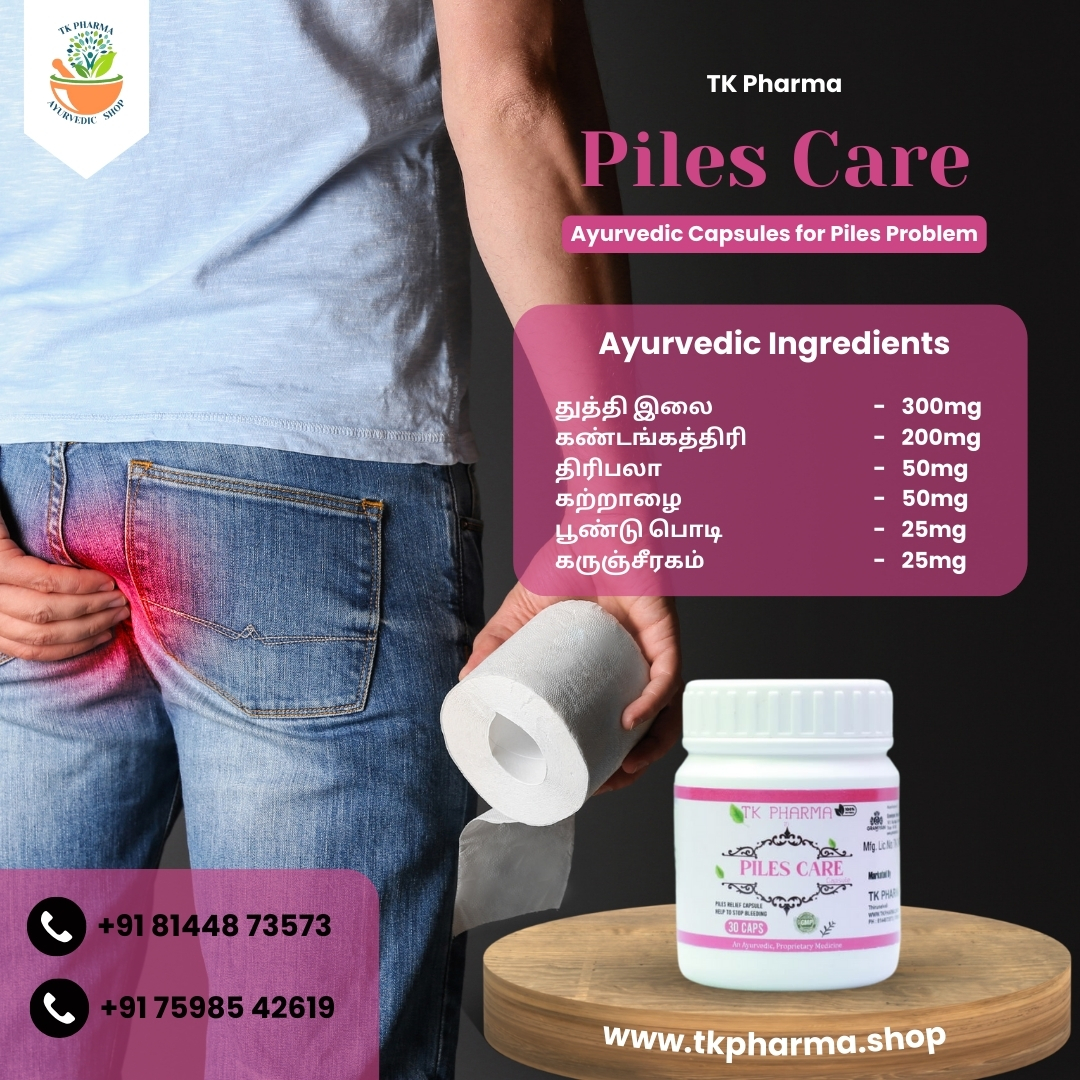 TK PHARMA
AYURVEDIC SHOP
TK Pharma
Piles Care
Ayurvedic Capsules for Piles Problem
Ayurvedic Ingredients
துத்தி இலை - 300mg
கண்டங்கத்திரி - 200mg
திரிபலா - 50mg
கற்றாழை - 50mg
பூண்டு பொடி - 25mg
கருஞ்சீரகம் - 25mg
TK PHARMA
PILES CARE
Capsule
PILES RELIEF CAPSULE
HELP TO STOP BLEEDING
30 CAPS
GMP
An Ayurvedic, Proprietary Medicine
Mfg. Lic.No
Marketed By
+91 81448 73573
+91 75985 42619
www.tkpharma.shop